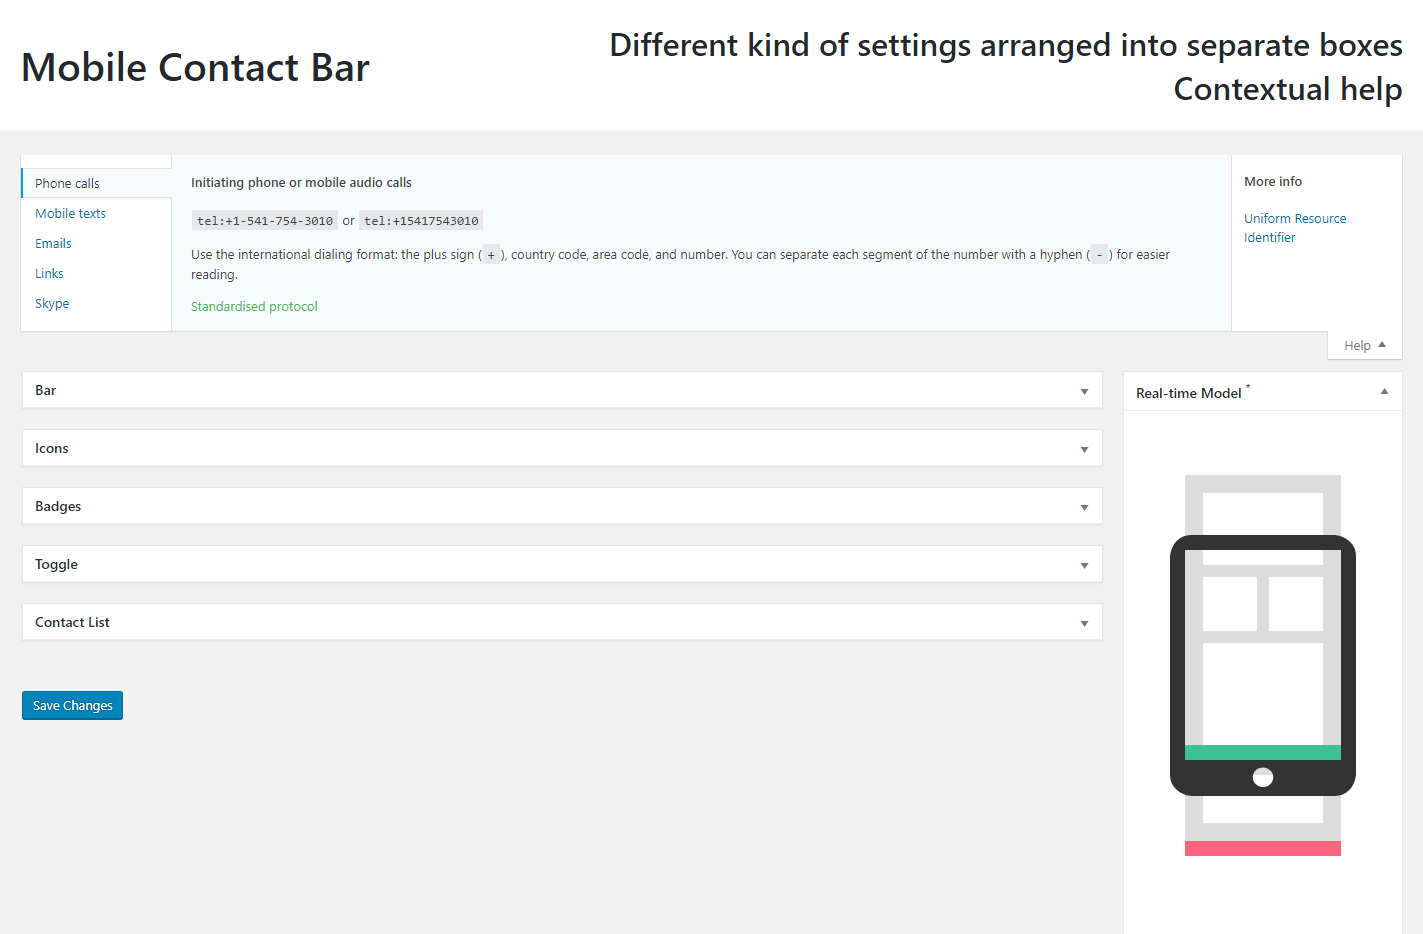 Mobile Contact Bar
Different kind of settings arranged into separate boxes
Contextual help
Phone calls
Mobile texts
Emails
Links
Skype
Initiating phone or mobile audio calls
tel:+1-541-754-3010 or tel:+15417543010
Use the international dialing format: the plus sign ( + ), country code, area code, and number. You can separate each segment of the number with a hyphen ( - ) for easier
reading.
Standardised protocol
More info
Uniform Resource
Identifier
Help
Bar
Icons
Badges
Toggle
Contact List
Save Changes
Real-time Model *